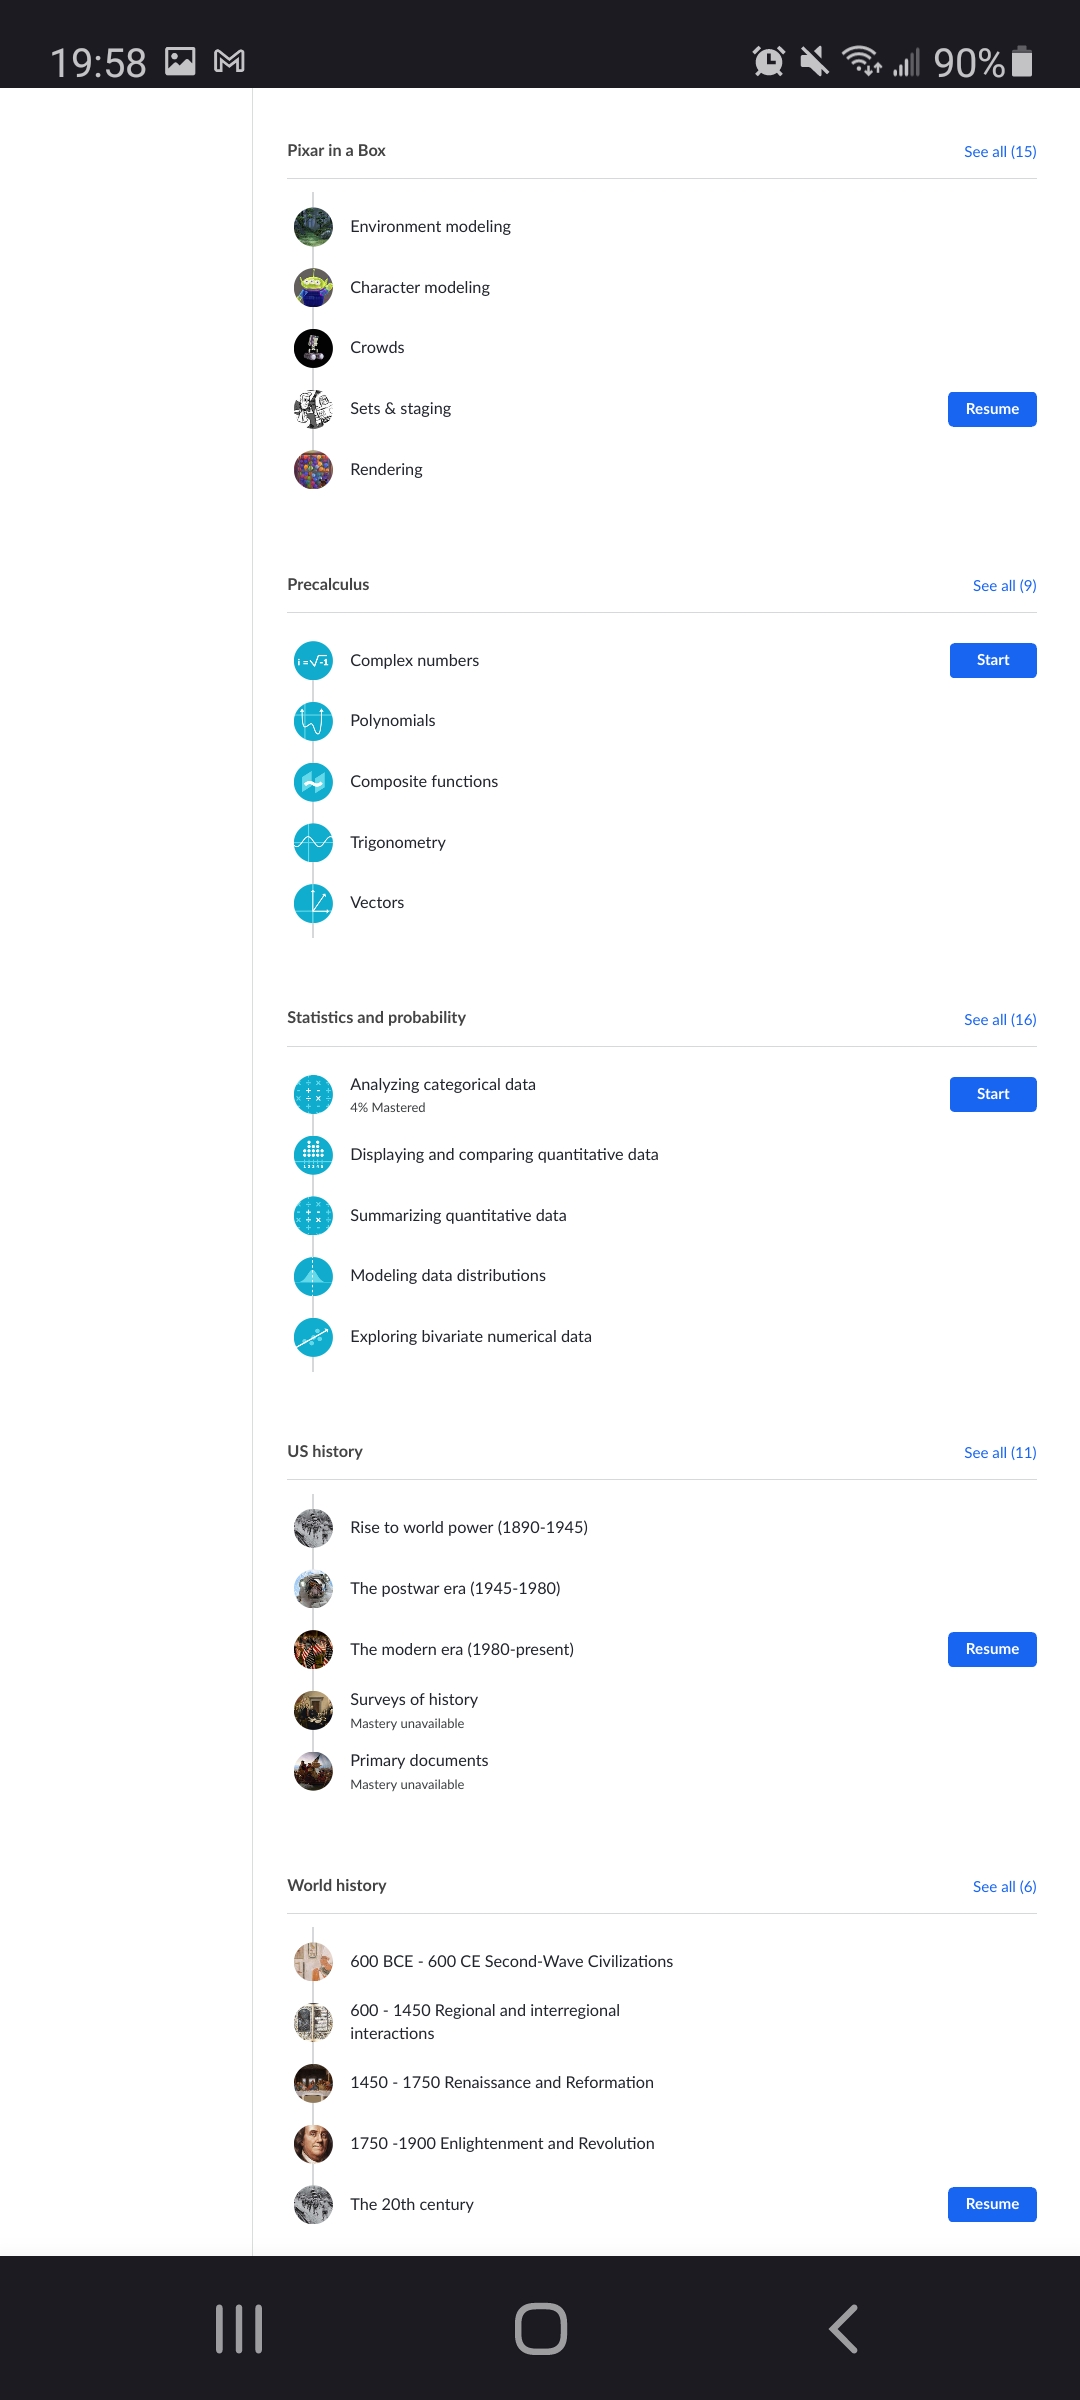 19:58
90%
Pixar in a Box
See all (15)
Environment modeling
Character modeling
Crowds
Sets & staging
Resume
Rendering
Precalculus
See all (9)
i = √-1
Complex numbers
Start
Polynomials
Composite functions
Trigonometry
Vectors
Statistics and probability
See all (16)
Analyzing categorical data
4% Mastered
Start
Displaying and comparing quantitative data
Summarizing quantitative data
Modeling data distributions
Exploring bivariate numerical data
US history
See all (11)
Rise to world power (1890-1945)
The postwar era (1945-1980)
The modern era (1980-present)
Resume
Surveys of history
Mastery unavailable
Primary documents
Mastery unavailable
World history
See all (6)
600 BCE - 600 CE Second-Wave Civilizations
600 - 1450 Regional and interregional
interactions
1450 - 1750 Renaissance and Reformation
1750 -1900 Enlightenment and Revolution
The 20th century
Resume